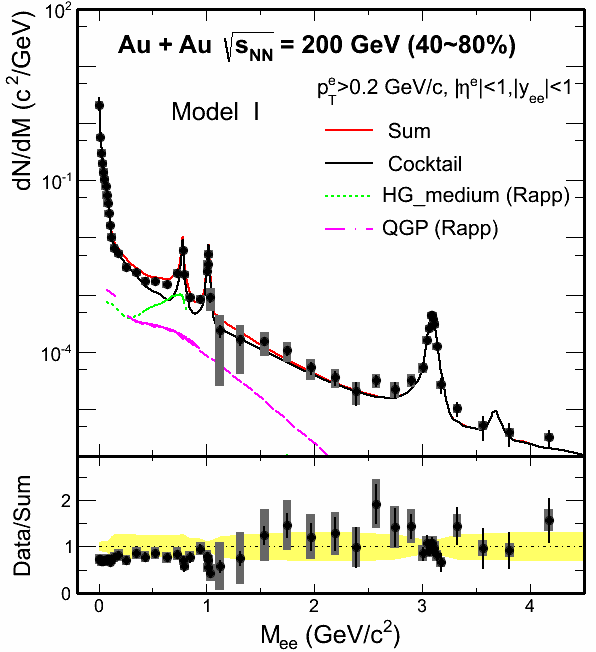 10²
Au + Au √sNN = 200 GeV (40~80%)
pᵉT>0.2 GeV/c, |ηᵉ|<1,|yee|<1
Model I
Sum
Cocktail
HG_medium (Rapp)
QGP (Rapp)
dN/dM (c²/GeV)
10⁻¹
10⁻⁴
Data/Sum
2
1
0
0 1 2 3 4
Mee (GeV/c²)